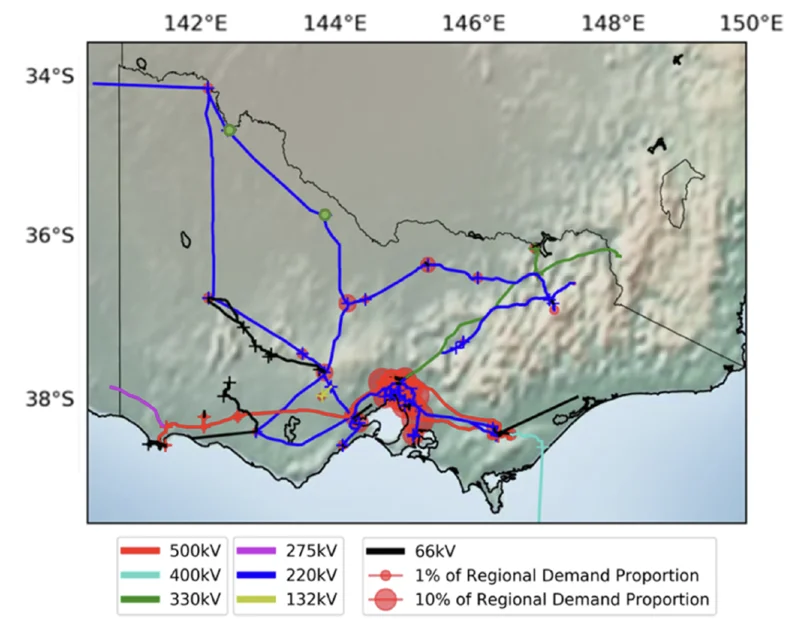 142°E 144°E 146°E 148°E 150°E
34°S
36°S
38°S
500kV
400kV
330kV
275kV
220kV
132kV
66kV
1% of Regional Demand Proportion
10% of Regional Demand Proportion